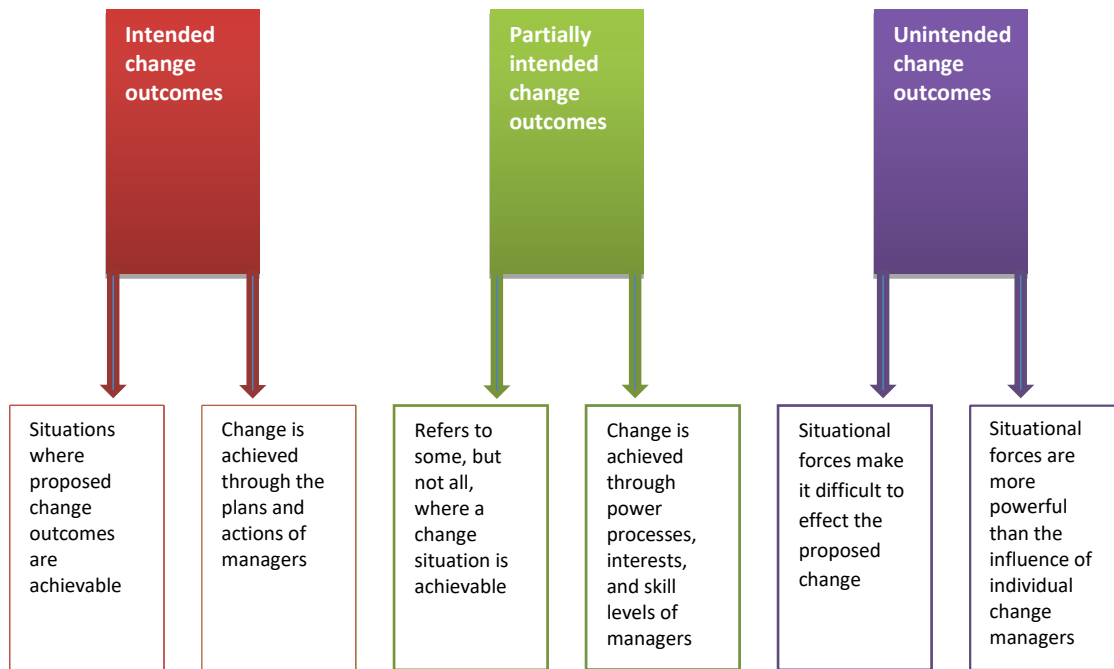 Intended
change
outcomes
Partially
intended
change
outcomes
Unintended
change
outcomes
Situations
where
proposed
change
outcomes
are
achievable
Change is
achieved
through the
plans and
actions of
managers
Refers to
some, but
not all,
where a
change
situation is
achievable
Change is
achieved
through
power
processes,
interests,
and skill
levels of
managers
Situational
forces make
it difficult to
effect the
proposed
change
Situational
forces are
more
powerful
than the
influence of
individual
change
managers